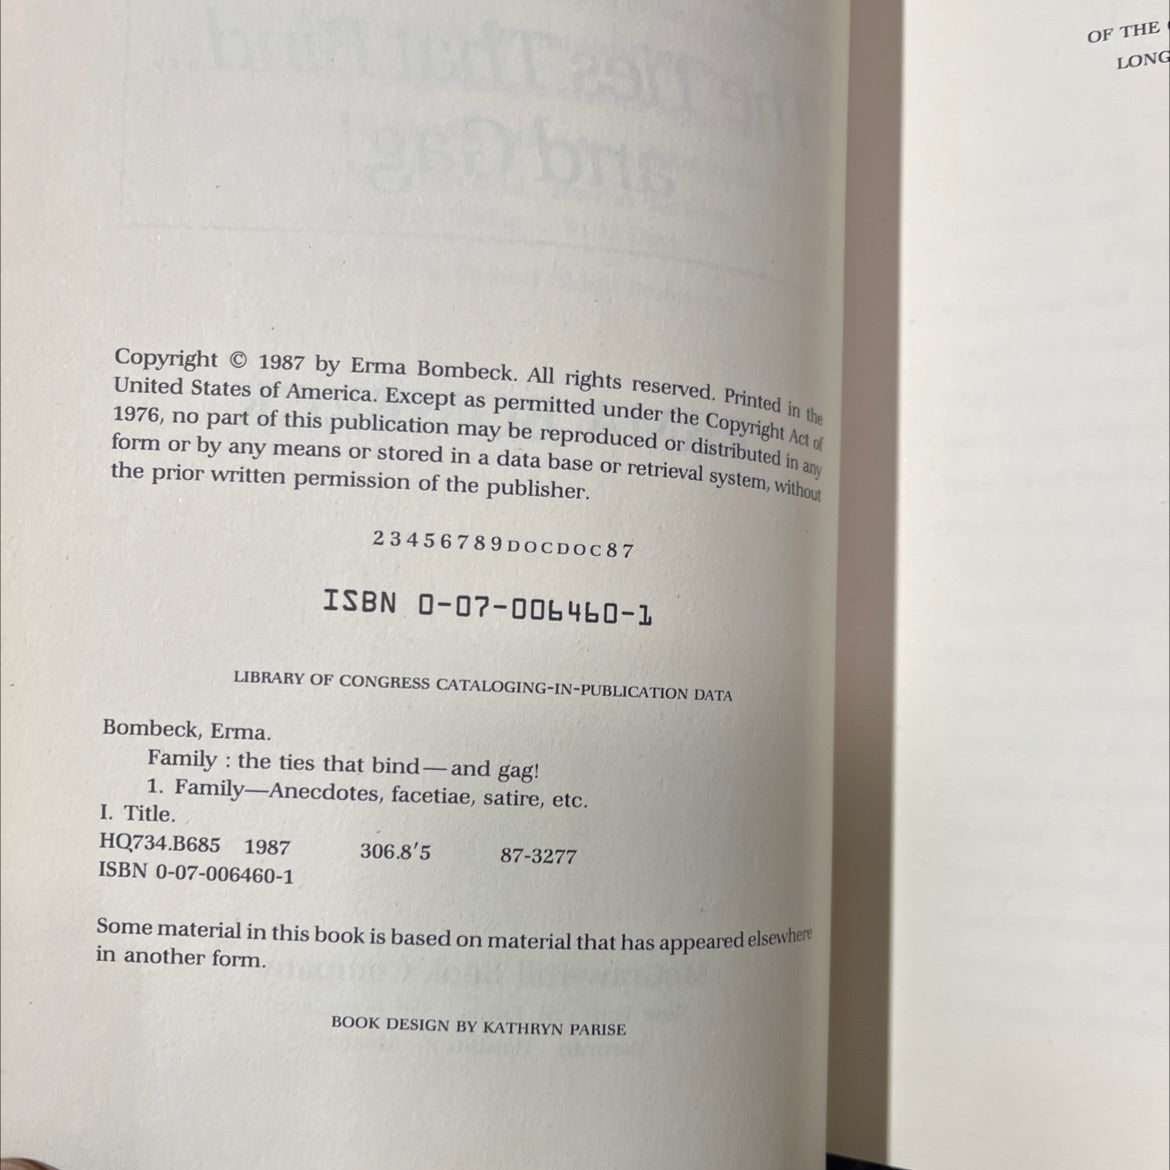 Copyright © 1987 by Erma Bombeck. All rights reserved. Printed in the
United States of America. Except as permitted under the Copyright Act of
1976, no part of this publication may be reproduced or distributed in any
form or by any means or stored in a data base or retrieval system, without
the prior written permission of the publisher.
2 3 4 5 6 7 8 9 D O C D O C 8 7
ISBN 0-07-006460-1
LIBRARY OF CONGRESS CATALOGING-IN-PUBLICATION DATA
Bombeck, Erma.
Family : the ties that bind—and gag!
1. Family—Anecdotes, facetiae, satire, etc.
I. Title.
HQ734.B685 1987 306.8′5 87-3277
ISBN 0-07-006460-1
Some material in this book is based on material that has appeared elsewhere
in another form.
BOOK DESIGN BY KATHRYN PARISE
OF THE
LONG